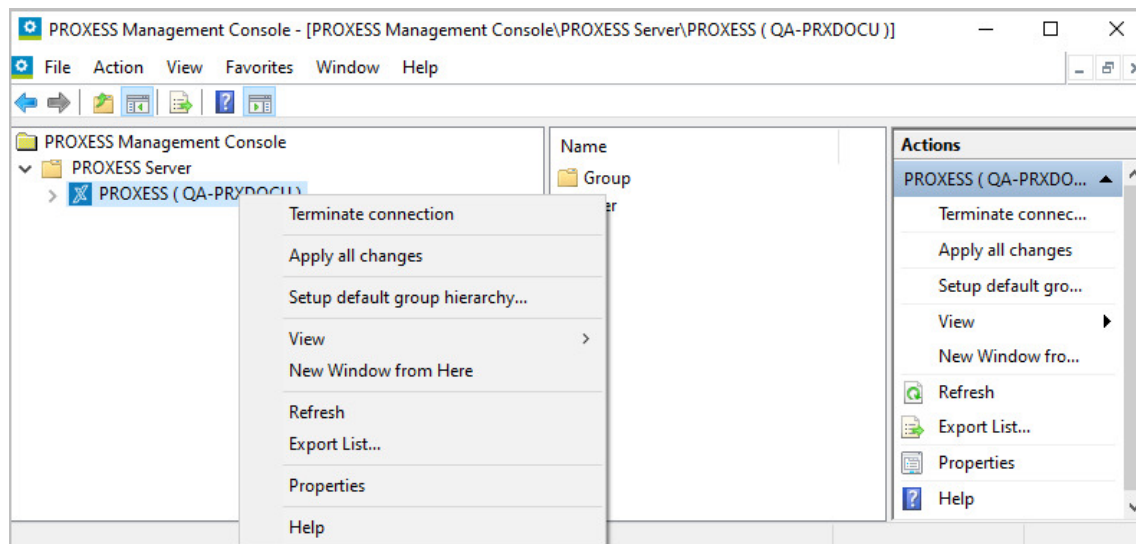 PROXESS Management Console - [PROXESS Management Console\PROXESS Server\PROXESS ( QA-PRXDOCU )]
File Action View Favorites Window Help
PROXESS Management Console
PROXESS Server
PROXESS ( QA-PRXDOCU )
Terminate connection
Apply all changes
Setup default group hierarchy...
View
New Window from Here
Refresh
Export List...
Properties
Help
Name
Group
Actions
PROXESS ( QA-PRXDO...
Terminate connec...
Apply all changes
Setup default gro...
View
New Window fro...
Refresh
Export List...
Properties
Help